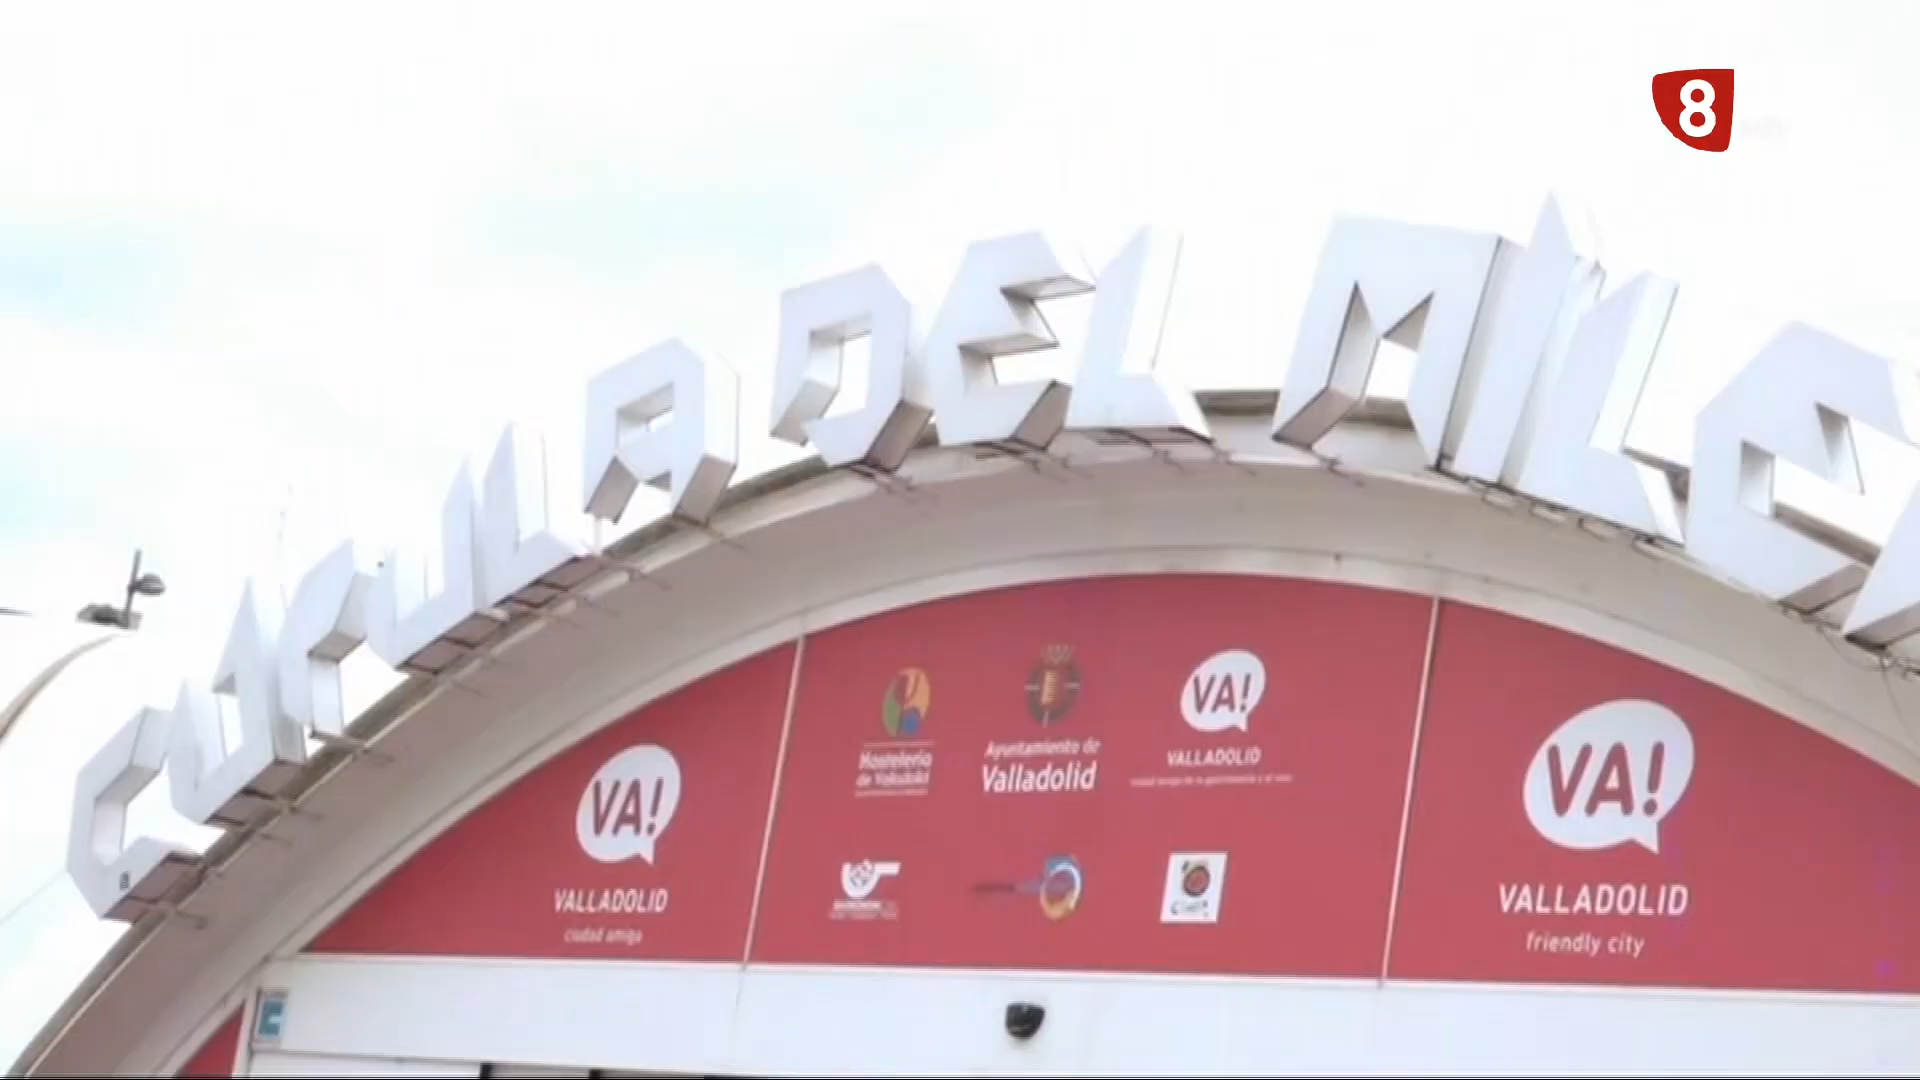 8
CÚPULA DEL MILEN
VA!
VALLADOLID
ciudad amiga
Hostelería
de Valladolid
Ayuntamiento de
Valladolid
VA!
VALLADOLID
VA!
VALLADOLID
friendly city